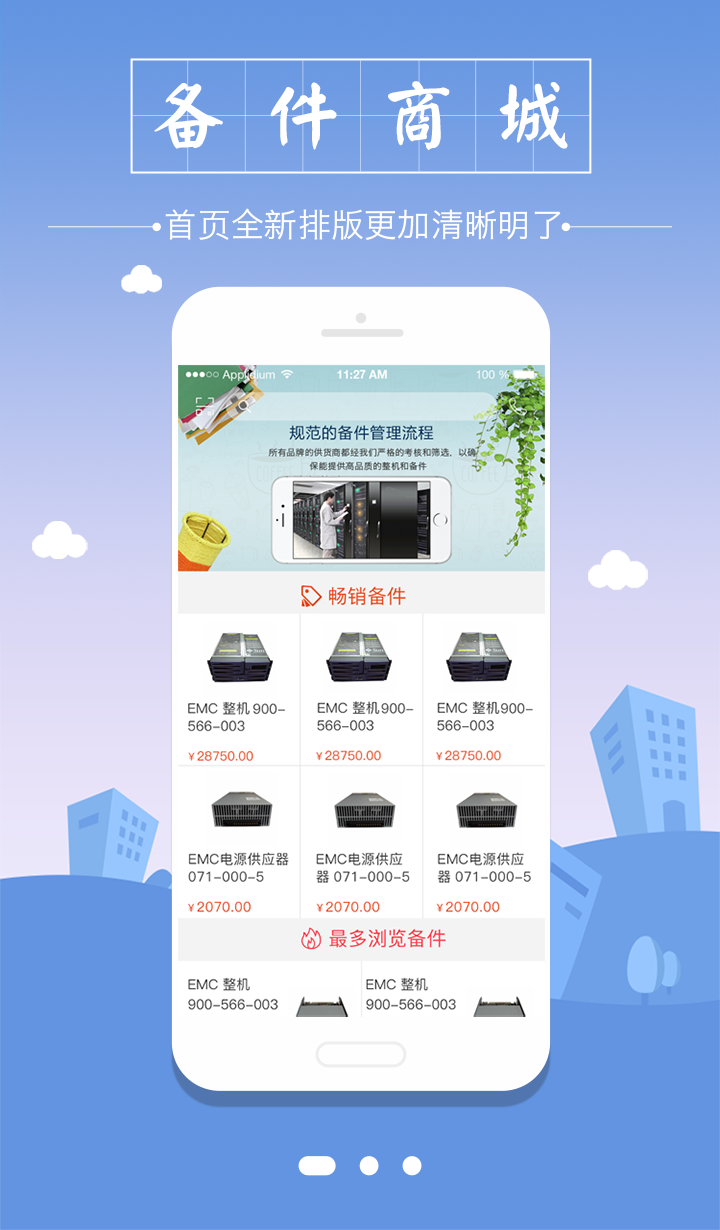 备件商城
首页全新排版更加清晰明了
11:27 AM
100 %
规范的备件管理流程
所有品牌的供货商都经我们严格的考核和筛选，以确
保能提供高品质的整机和备件
畅销备件
EMC 整机 900-
566-003
¥28750.00
EMC 整机900-
566-003
¥28750.00
EMC 整机900-
566-003
¥28750.00
EMC电源供应器
071-000-5
¥2070.00
EMC电源供应
器 071-000-5
¥2070.00
EMC电源供应
器 071-000-5
¥2070.00
最多浏览备件
EMC 整机
900-566-003
EMC 整机
900-566-003